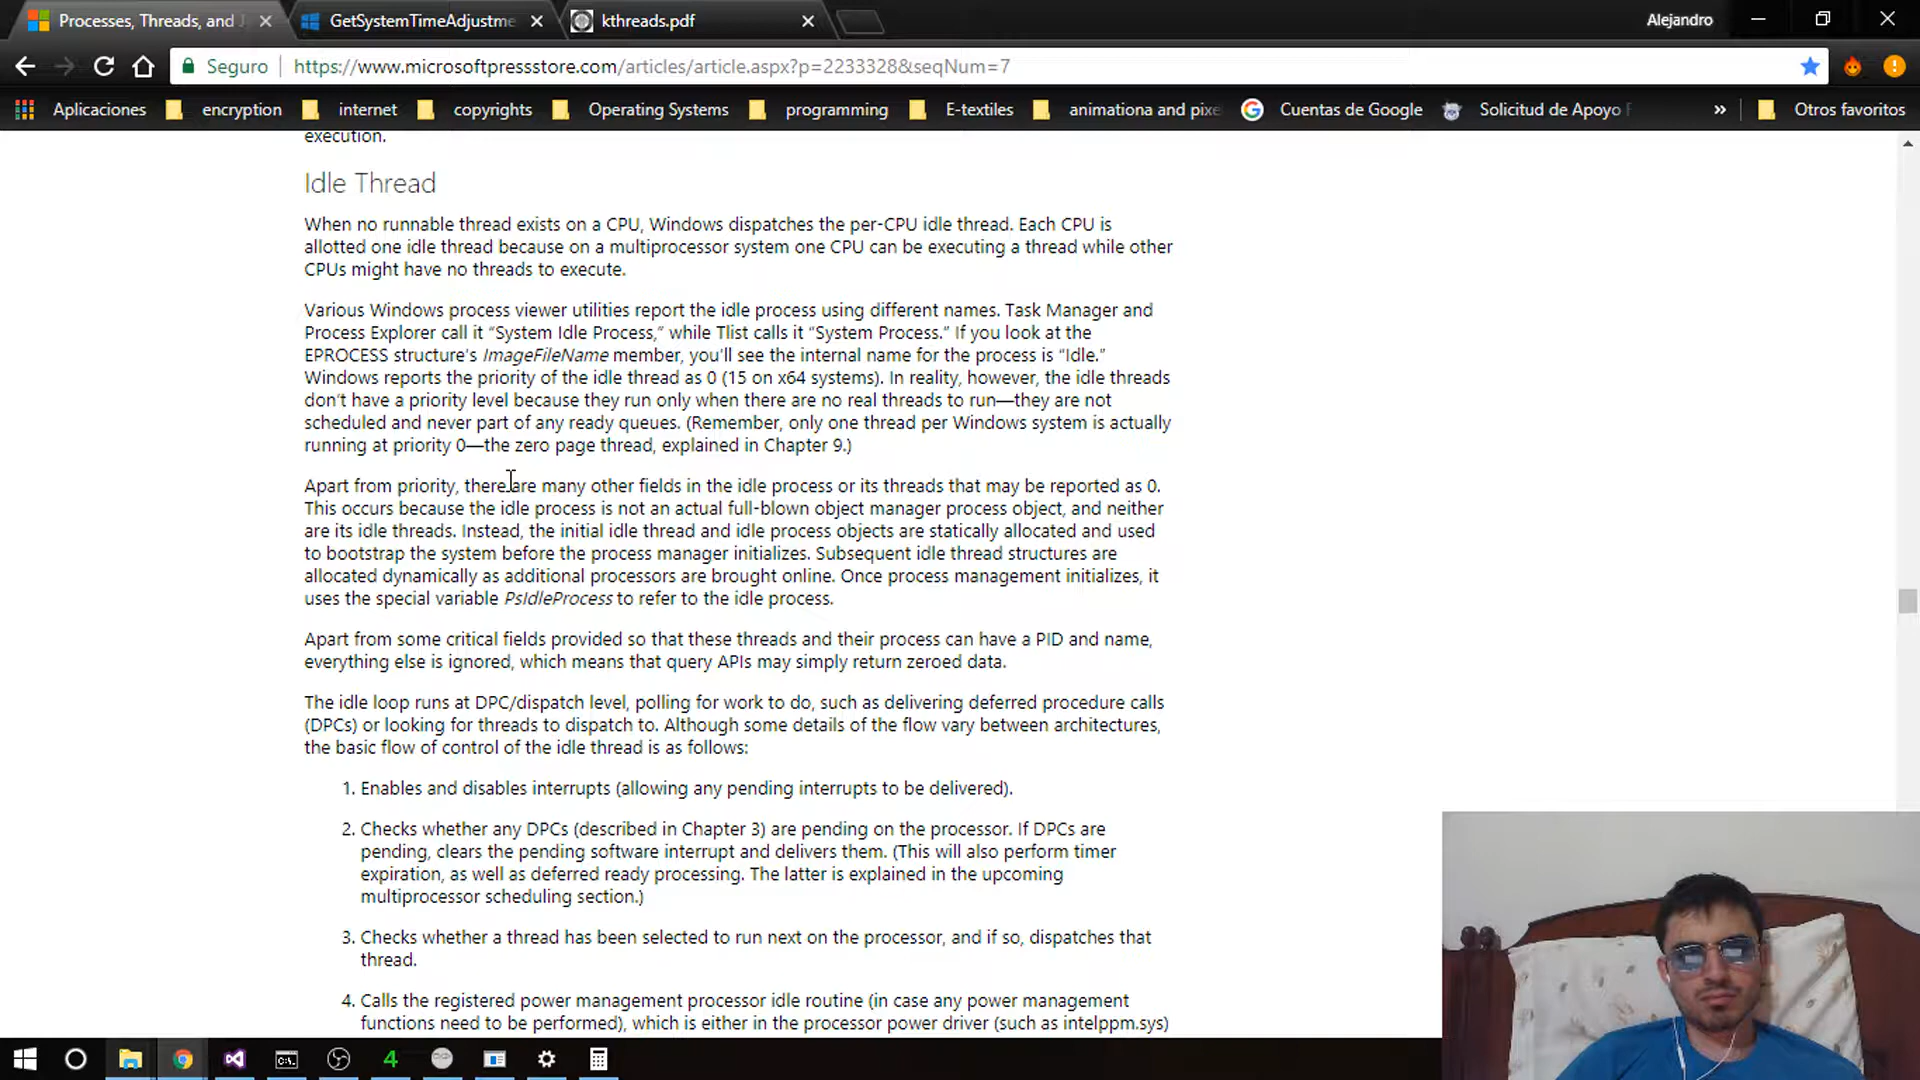 Processes, Threads, and J
GetSystemTimeAdjustme
kthreads.pdf
Alejandro
Seguro
https://www.microsoftpressstore.com/articles/article.aspx?p=2233328&seqNum=7
Aplicaciones
encryption
internet
copyrights
Operating Systems
programming
E-textiles
animationa and pixe
Cuentas de Google
Solicitud de Apoyo
»
Otros favoritos
execution.
Idle Thread
When no runnable thread exists on a CPU, Windows dispatches the per-CPU idle thread. Each CPU is
allotted one idle thread because on a multiprocessor system one CPU can be executing a thread while other
CPUs might have no threads to execute.
Various Windows process viewer utilities report the idle process using different names. Task Manager and
Process Explorer call it “System Idle Process,” while Tlist calls it “System Process.” If you look at the
EPROCESS structure’s ImageFileName member, you’ll see the internal name for the process is “Idle.”
Windows reports the priority of the idle thread as 0 (15 on x64 systems). In reality, however, the idle threads
don’t have a priority level because they run only when there are no real threads to run—they are not
scheduled and never part of any ready queues. (Remember, only one thread per Windows system is actually
running at priority 0—the zero page thread, explained in Chapter 9.)
Apart from priority, there are many other fields in the idle process or its threads that may be reported as 0.
This occurs because the idle process is not an actual full-blown object manager process object, and neither
are its idle threads. Instead, the initial idle thread and idle process objects are statically allocated and used
to bootstrap the system before the process manager initializes. Subsequent idle thread structures are
allocated dynamically as additional processors are brought online. Once process management initializes, it
uses the special variable PsIdleProcess to refer to the idle process.
Apart from some critical fields provided so that these threads and their process can have a PID and name,
everything else is ignored, which means that query APIs may simply return zeroed data.
The idle loop runs at DPC/dispatch level, polling for work to do, such as delivering deferred procedure calls
(DPCs) or looking for threads to dispatch to. Although some details of the flow vary between architectures,
the basic flow of control of the idle thread is as follows:
1. Enables and disables interrupts (allowing any pending interrupts to be delivered).
2. Checks whether any DPCs (described in Chapter 3) are pending on the processor. If DPCs are
pending, clears the pending software interrupt and delivers them. (This will also perform timer
expiration, as well as deferred ready processing. The latter is explained in the upcoming
multiprocessor scheduling section.)
3. Checks whether a thread has been selected to run next on the processor, and if so, dispatches that
thread.
4. Calls the registered power management processor idle routine (in case any power management
functions need to be performed), which is either in the processor power driver (such as intelppm.sys)
4